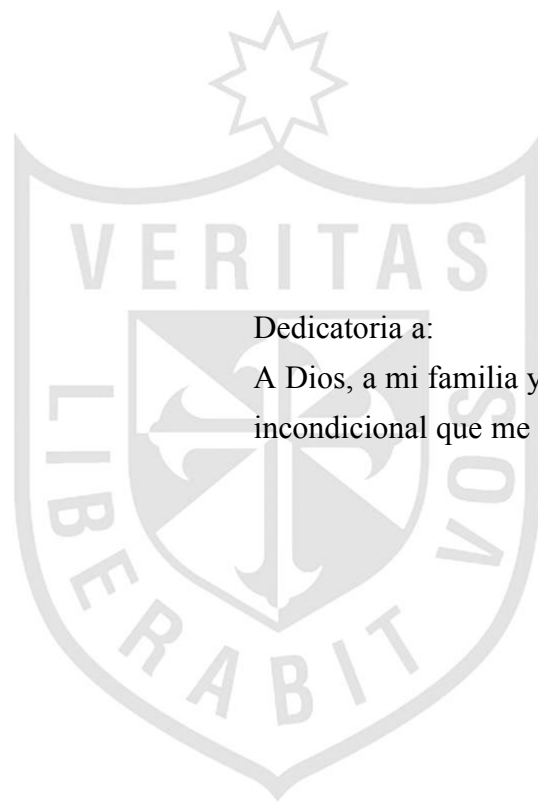 VERITAS
LIBERABIT VOS
Dedicatoria a:
A Dios, a mi familia y
incondicional que me